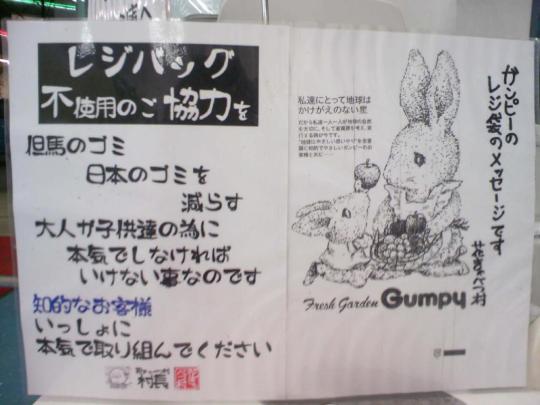 レジバッグ
不使用のご協力を
但馬のゴミ
日本のゴミを
減らす
大人が子供達の為に
本気でしなければ
いけない事なのです
知的なお客様
いっしょに
本気で取り組んでください
村長
ガンピーの
レジ袋のメッセージです
私達にとって地球は
かけがえのない星
Fresh Garden Gumpy